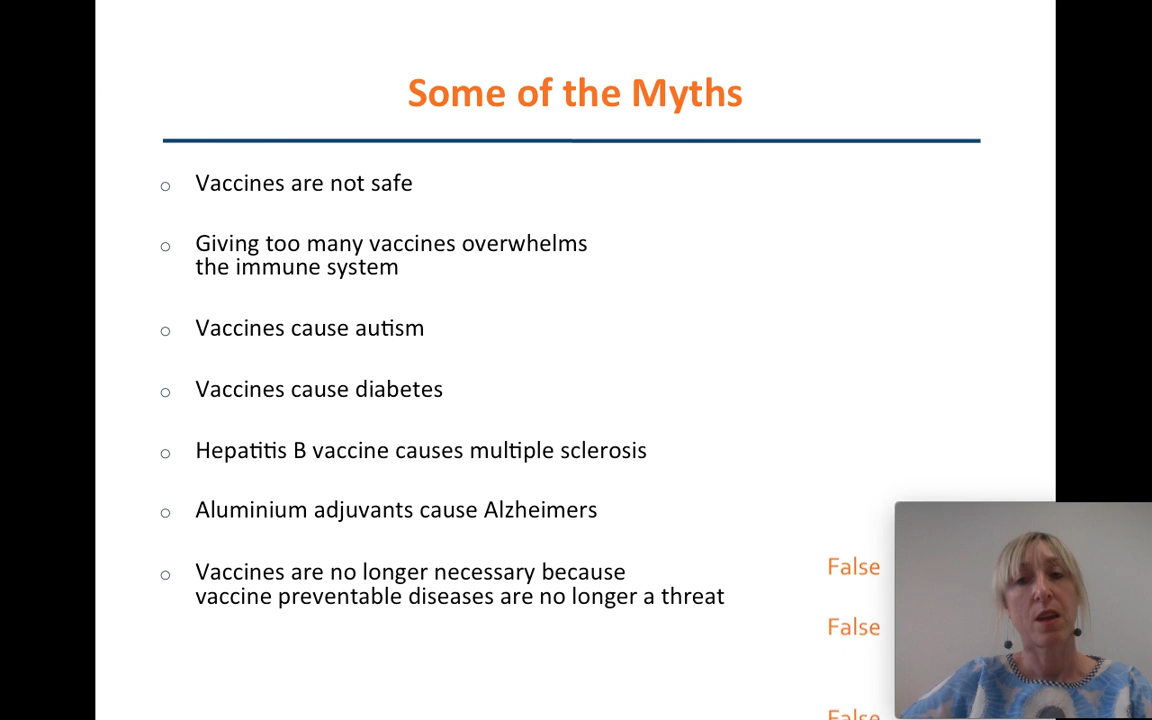 Some of the Myths
○ Vaccines are not safe
○ Giving too many vaccines overwhelms
the immune system
○ Vaccines cause autism
○ Vaccines cause diabetes
○ Hepatitis B vaccine causes multiple sclerosis
○ Aluminium adjuvants cause Alzheimers
○ Vaccines are no longer necessary because
vaccine preventable diseases are no longer a threat
False
False
False